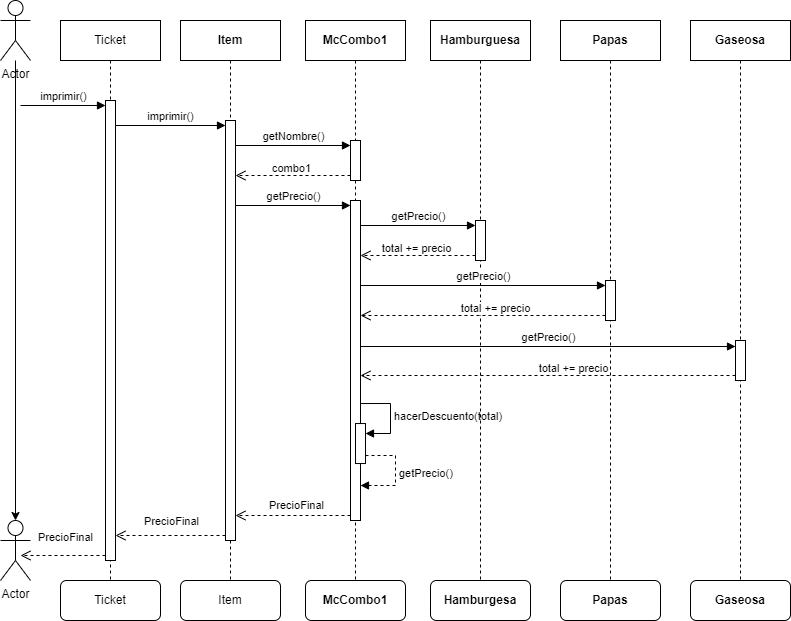 Ticket
Item
McCombo1
Hamburguesa
Papas
Gaseosa
Actor
imprimir()
imprimir()
getNombre()
combo1
getPrecio()
getPrecio()
total += precio
getPrecio()
total += precio
getPrecio()
total += precio
hacerDescuento(total)
getPrecio()
PrecioFinal
PrecioFinal
PrecioFinal
Actor
Ticket
Item
McCombo1
Hamburgesa
Papas
Gaseosa